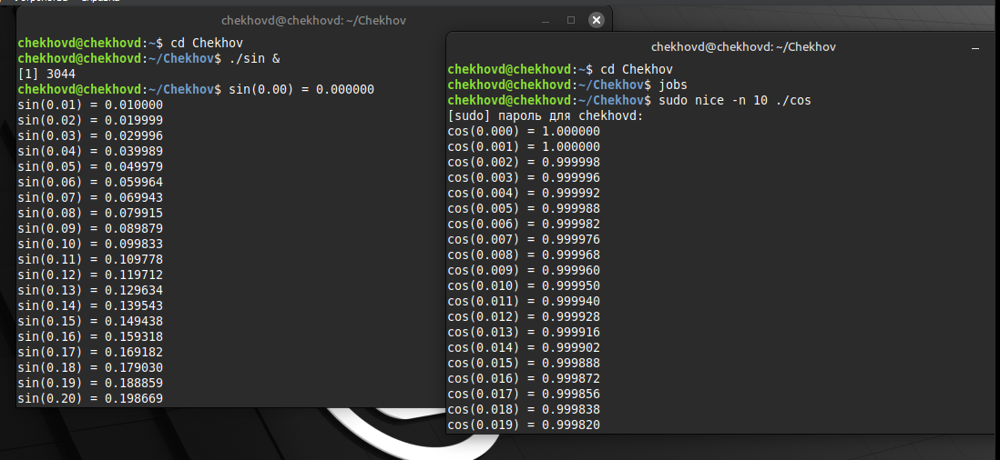 chekhovd@chekhovd: ~/Chekhov
chekhovd@chekhovd:~$ cd Chekhov
chekhovd@chekhovd:~/Chekhov$ ./sin &
[1] 3044
chekhovd@chekhovd:~/Chekhov$ sin(0.00) = 0.000000
sin(0.01) = 0.010000
sin(0.02) = 0.019999
sin(0.03) = 0.029996
sin(0.04) = 0.039989
sin(0.05) = 0.049979
sin(0.06) = 0.059964
sin(0.07) = 0.069943
sin(0.08) = 0.079915
sin(0.09) = 0.089879
sin(0.10) = 0.099833
sin(0.11) = 0.109778
sin(0.12) = 0.119712
sin(0.13) = 0.129634
sin(0.14) = 0.139543
sin(0.15) = 0.149438
sin(0.16) = 0.159318
sin(0.17) = 0.169182
sin(0.18) = 0.179030
sin(0.19) = 0.188859
sin(0.20) = 0.198669
chekhovd@chekhovd: ~/Chekhov
chekhovd@chekhovd:~$ cd Chekhov
chekhovd@chekhovd:~/Chekhov$ jobs
chekhovd@chekhovd:~/Chekhov$ sudo nice -n 10 ./cos
[sudo] пароль для chekhovd:
cos(0.000) = 1.000000
cos(0.001) = 1.000000
cos(0.002) = 0.999998
cos(0.003) = 0.999996
cos(0.004) = 0.999992
cos(0.005) = 0.999988
cos(0.006) = 0.999982
cos(0.007) = 0.999976
cos(0.008) = 0.999968
cos(0.009) = 0.999960
cos(0.010) = 0.999950
cos(0.011) = 0.999940
cos(0.012) = 0.999928
cos(0.013) = 0.999916
cos(0.014) = 0.999902
cos(0.015) = 0.999888
cos(0.016) = 0.999872
cos(0.017) = 0.999856
cos(0.018) = 0.999838
cos(0.019) = 0.999820